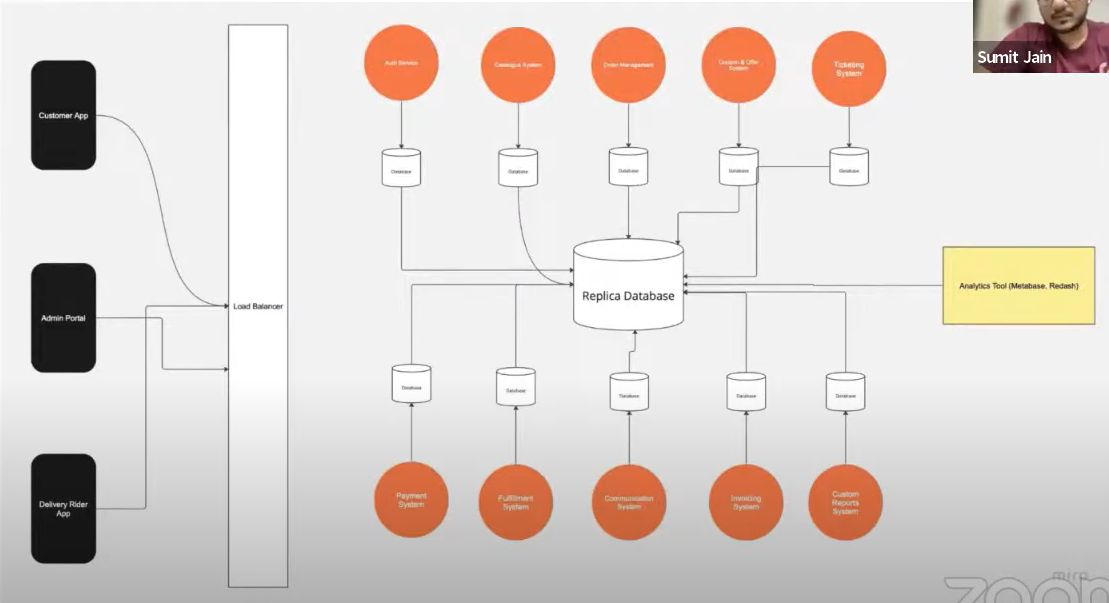 Sumit Jain
Customer App
Admin Portal
Delivery Rider
App
Load Balancer
Auth Service
Catalogue System
Order Management
Coupon & Offer
System
Ticketing
System
Database
Database
Database
Database
Database
Replica Database
Analytics Tool (Metabase, Redash)
Database
Database
Database
Database
Database
Payment
System
Fulfillment
System
Communication
System
Invoicing
System
Custom
Reports
System
miro
zoom